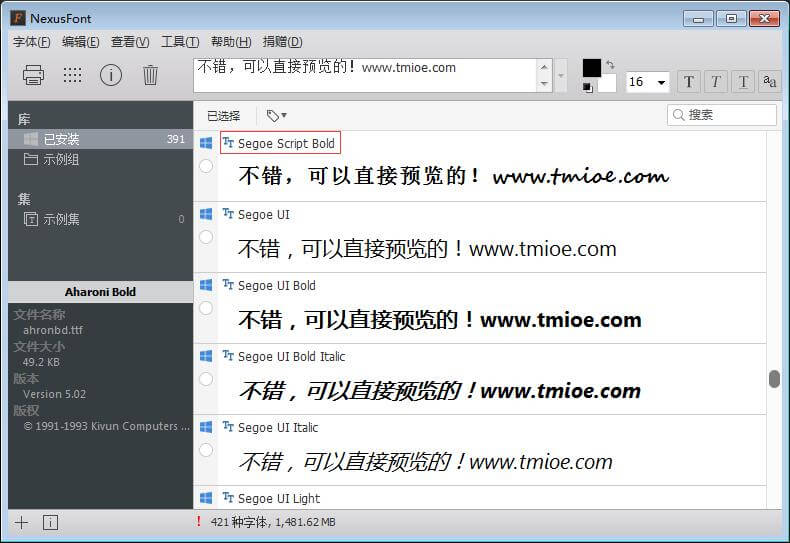 NexusFont
字体(F) 编辑(E) 查看(V) 工具(T) 帮助(H) 捐赠(D)
不错，可以直接预览的！www.tmioe.com
16 T T T aa
已选择 搜索
库
已安装 391
示例组
集
示例集 0
Aharoni Bold
文件名称
ahronbd.ttf
文件大小
49.2 KB
版本
Version 5.02
版权
© 1991-1993 Kivun Computers ...
Segoe Script Bold
不错，可以直接预览的！www.tmioe.com
Segoe UI
不错，可以直接预览的！www.tmioe.com
Segoe UI Bold
不错，可以直接预览的！www.tmioe.com
Segoe UI Bold Italic
不错，可以直接预览的！www.tmioe.com
Segoe UI Italic
不错，可以直接预览的！www.tmioe.com
Segoe UI Light
! 421 种字体, 1,481.62 MB